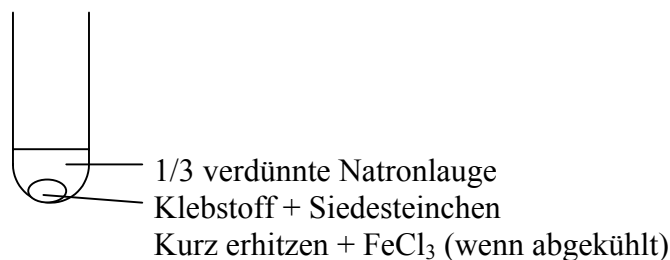 1/3 verdünnte Natronlauge
Klebstoff + Siedesteinchen
Kurz erhitzen + FeCl₃ (wenn abgekühlt)